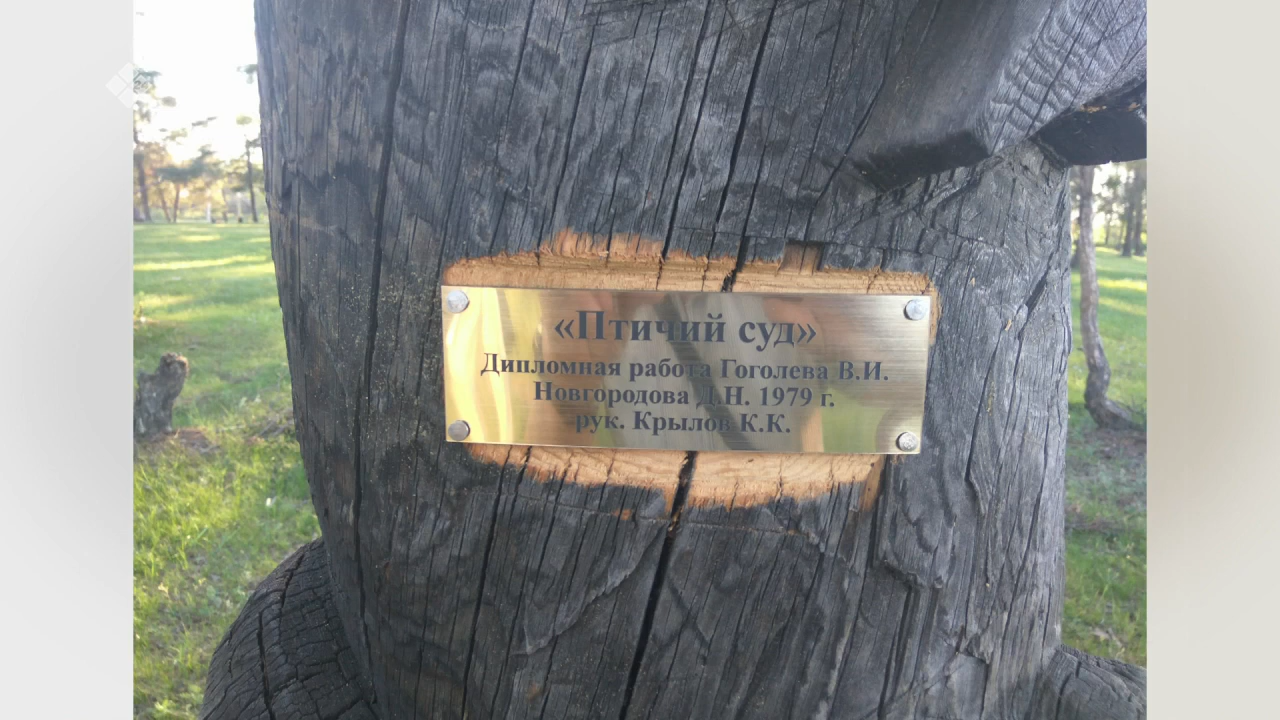 «Птичий суд»
Дипломная работа Гоголева В.И.
Новгородова Д.Н. 1979 г.
рук. Крылов К.К.